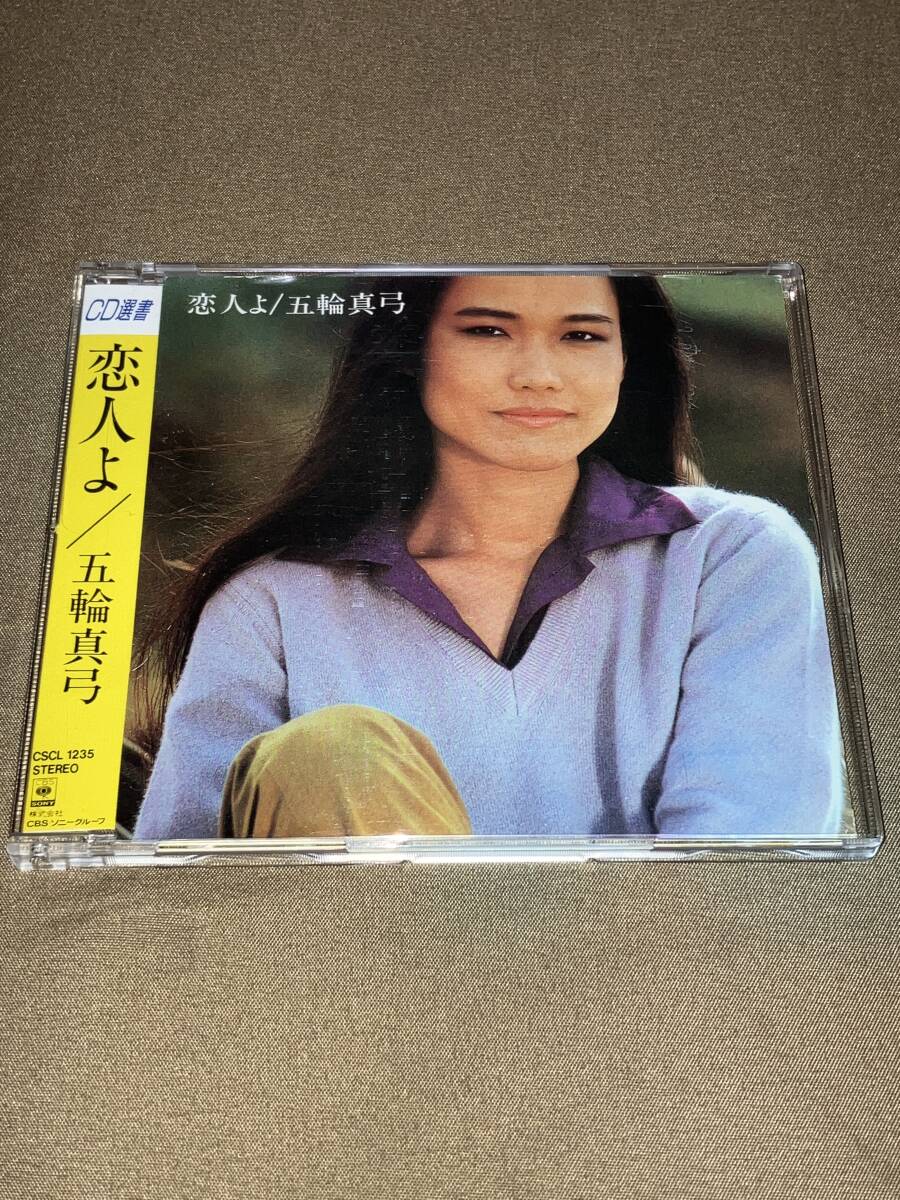 CD選書
恋人よ/五輪真弓
CSCL 1235
STEREO
CBS
SONY
株式会社
CBSソニーグループ
恋人よ/五輪真弓